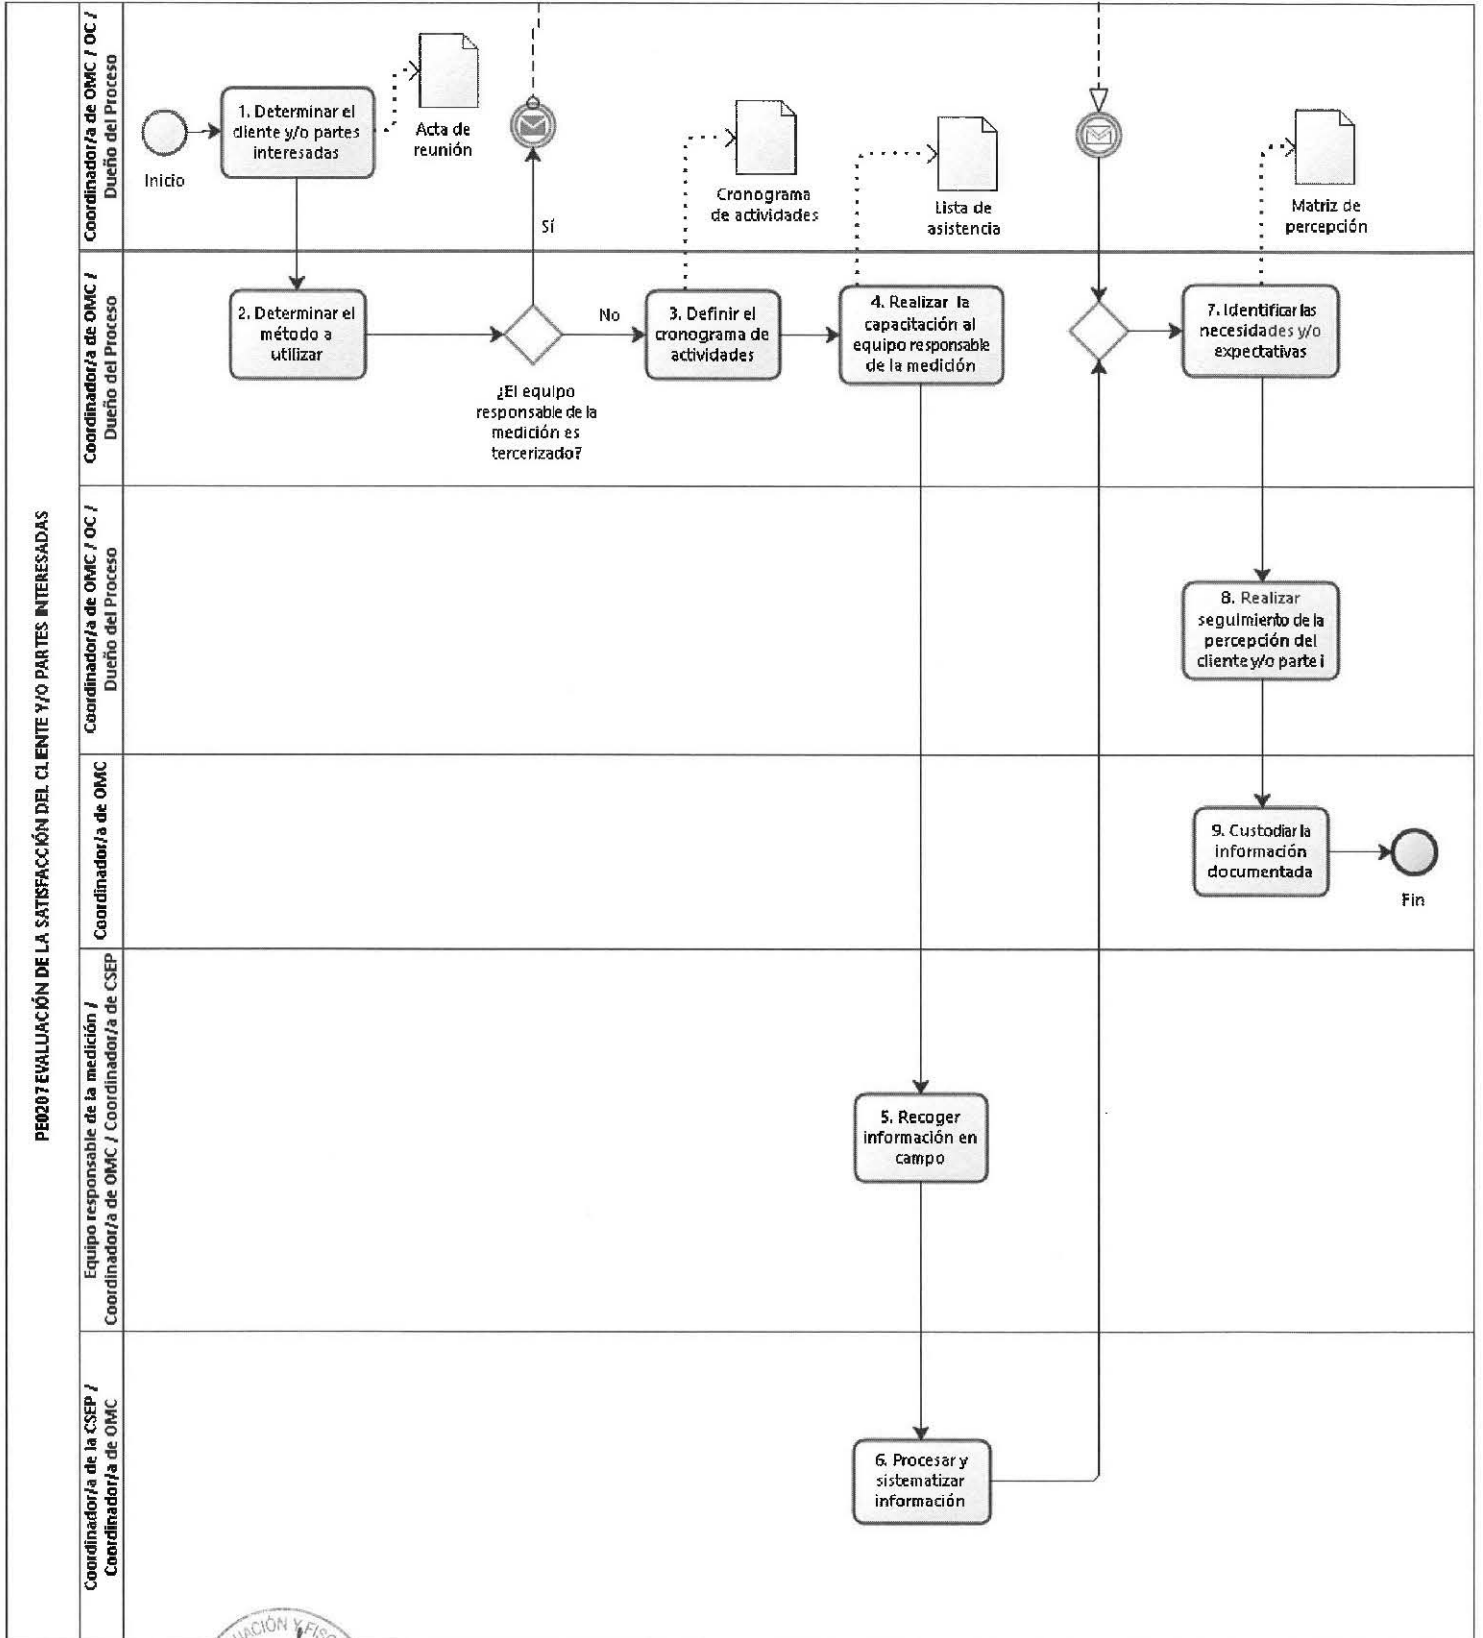 PE0207 EVALUACIÓN DE LA SATISFACCIÓN DEL CLIENTE Y/O PARTES INTERESADAS
Coordinador/a de OMC / OC /
Dueño del Proceso
Inicio
1. Determinar el
cliente y/o partes
interesadas
Acta de
reunión
Sí
Cronograma
de actividades
Lista de
asistencia
Matriz de
percepción
Coordinador/a de OMC /
Dueño del Proceso
2. Determinar el
método a
utilizar
¿El equipo
responsable de la
medición es
tercerizado?
No
3. Definir el
cronograma de
actividades
4. Realizar la
capacitación al
equipo responsable
de la medición
7. Identificar las
necesidades y/o
expectativas
Coordinador/a de OMC / OC /
Dueño del Proceso
8. Realizar
seguimiento de la
percepción del
cliente y/o parte i
Coordinador/a de OMC
9. Custodiar la
información
documentada
Fin
Equipo responsable de la medición /
Coordinador/a de OMC / Coordinador/a de CSEP
5. Recoger
información en
campo
Coordinador/a de la CSEP /
Coordinador/a de OMC
6. Procesar y
sistematizar
información